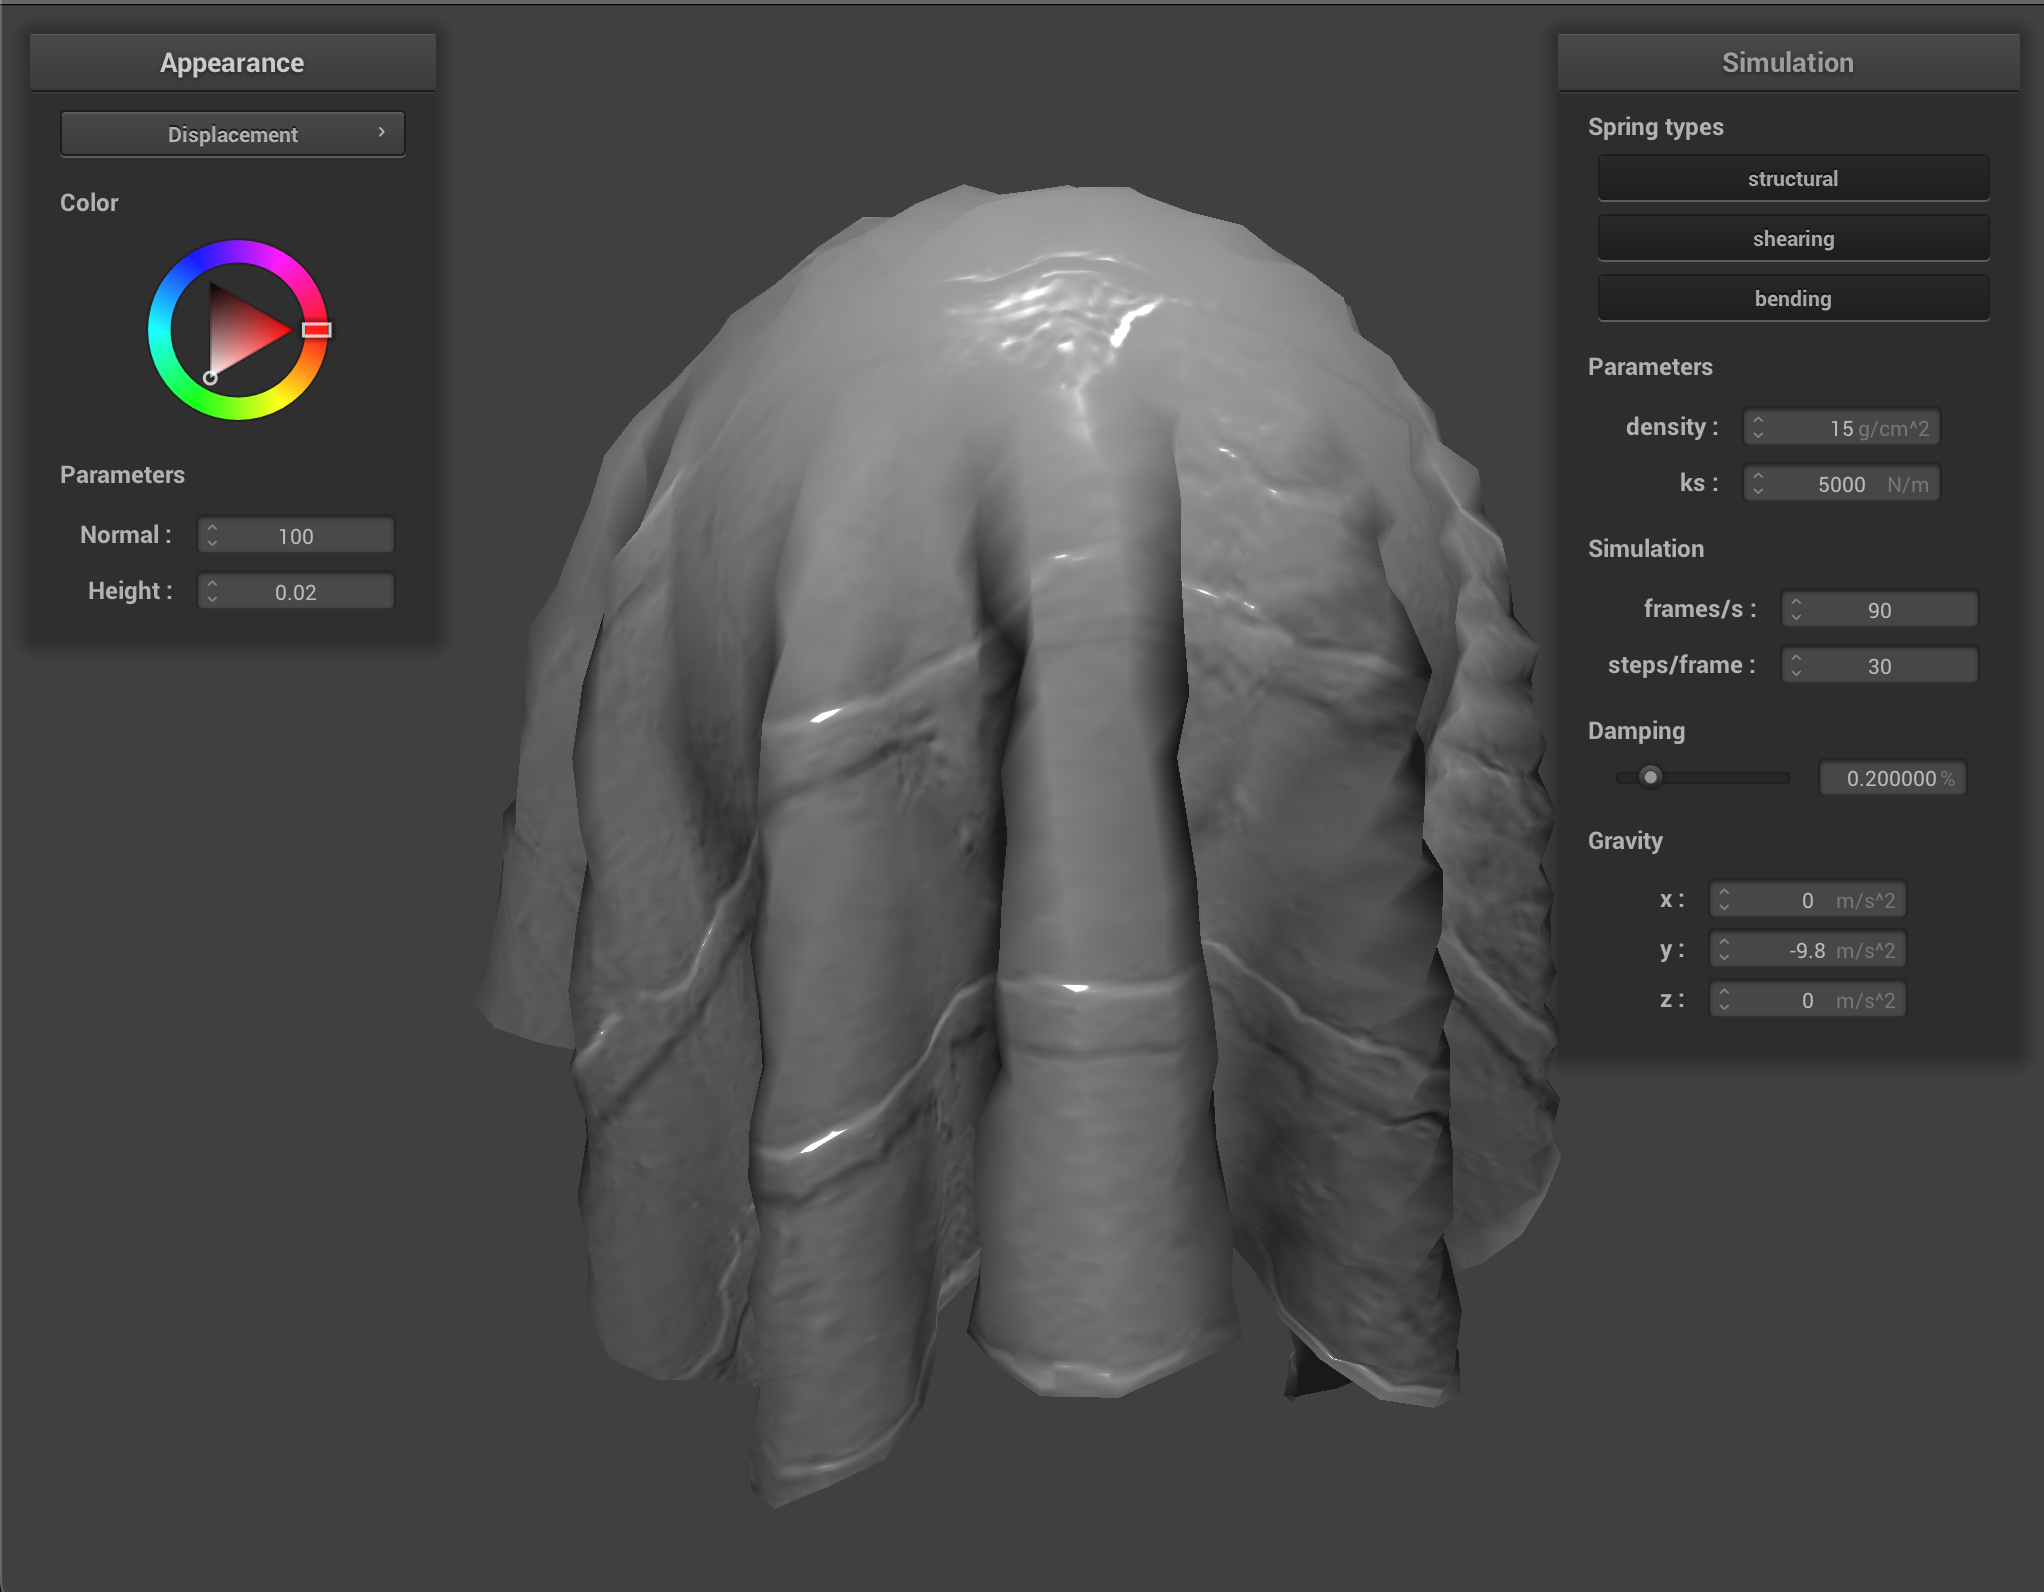 Appearance
Displacement
Color
Parameters
Normal : 100
Height : 0.02
Simulation
Spring types
structural
shearing
bending
Parameters
density : 15 g/cm^2
ks : 5000 N/m
Simulation
frames/s : 90
steps/frame : 30
Damping
0.200000 %
Gravity
x : 0 m/s^2
y : -9.8 m/s^2
z : 0 m/s^2